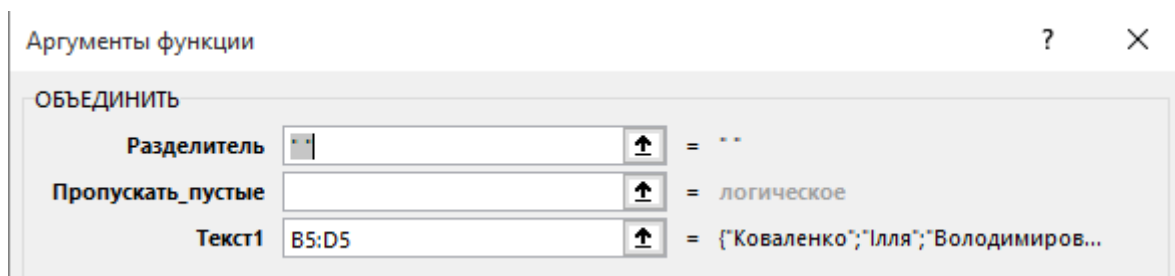 Аргументы функции ? ×
ОБЪЕДИНИТЬ
Разделитель " " = " "
Пропускать_пустые = логическое
Текст1 B5:D5 = {"Коваленко";"Ілля";"Володимиров...